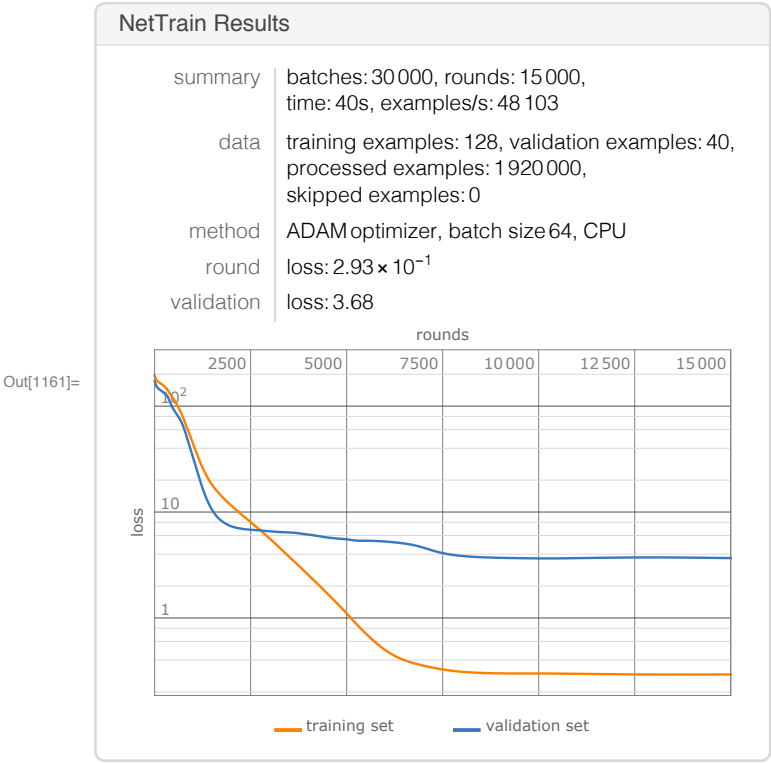 NetTrain Results
summary batches: 30 000, rounds: 15 000,
time: 40s, examples/s: 48 103
data training examples: 128, validation examples: 40,
processed examples: 1 920 000,
skipped examples: 0
method ADAM optimizer, batch size 64, CPU
round loss: 2.93 × 10⁻¹
validation loss: 3.68
rounds
2500 5000 7500 10 000 12 500 15 000
Out[1161]=
10²
10
loss
1
training set validation set